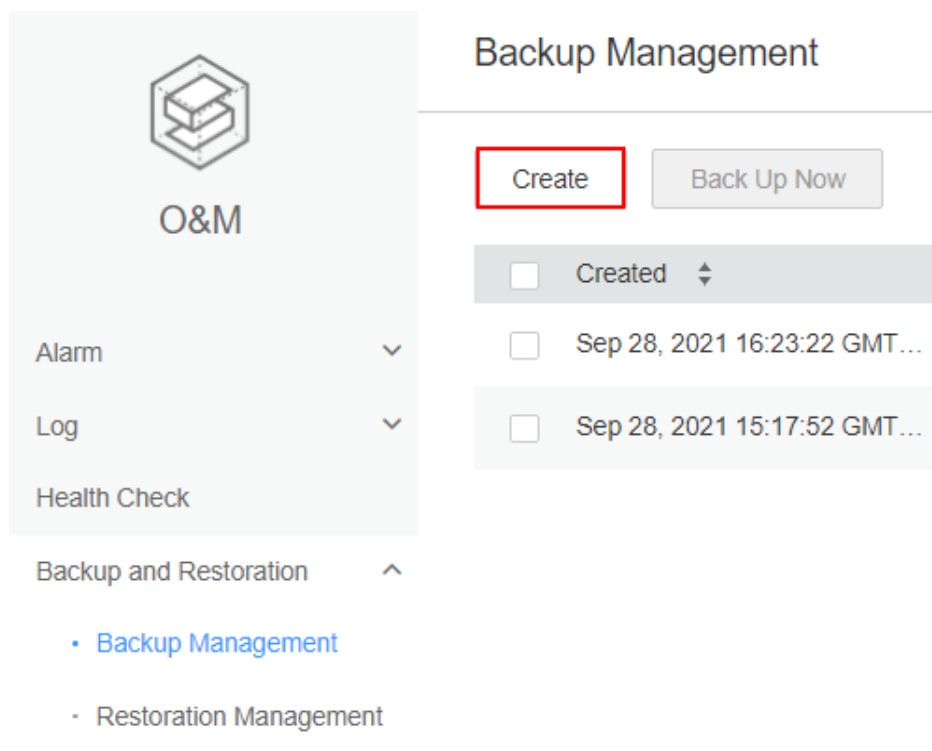 O&M
Alarm
Log
Health Check
Backup and Restoration
Backup Management
Restoration Management
Backup Management
Create Back Up Now
Created
Sep 28, 2021 16:23:22 GMT...
Sep 28, 2021 15:17:52 GMT...